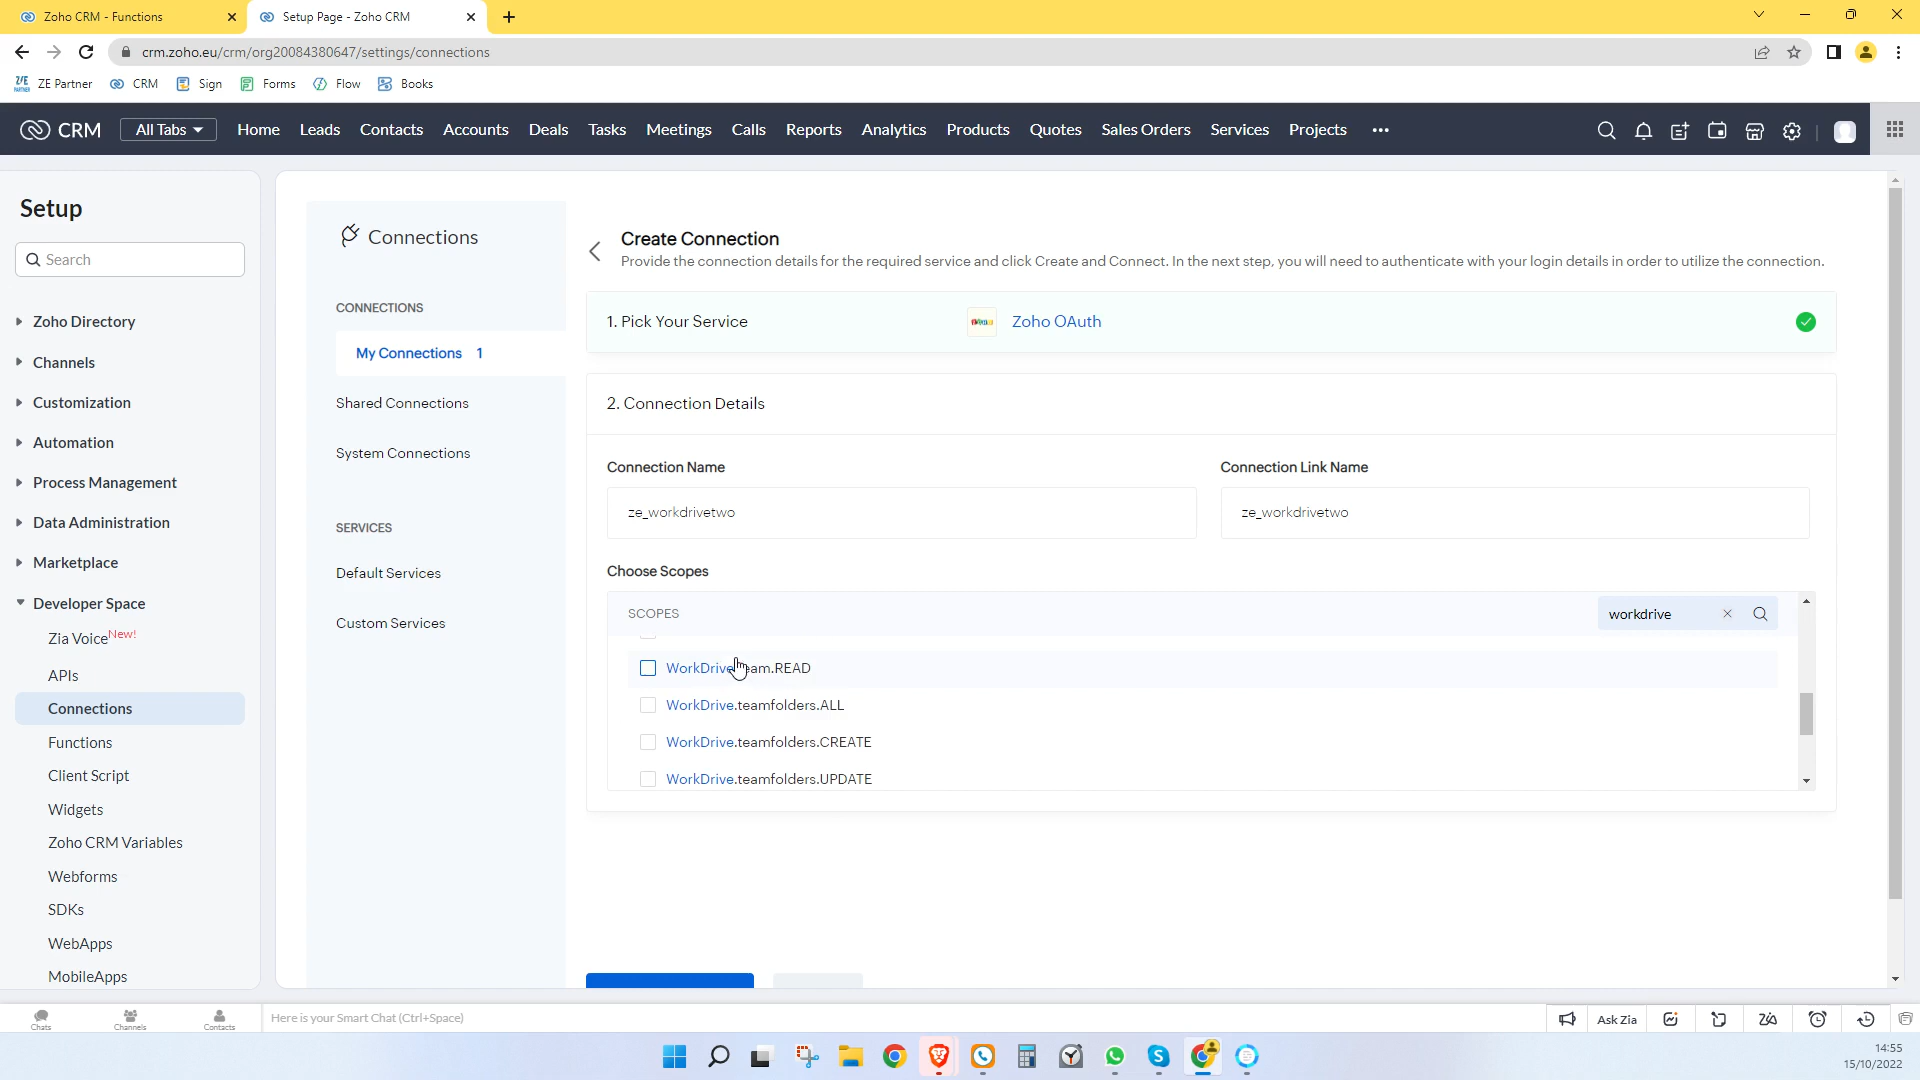 Zoho CRM - Functions
Setup Page - Zoho CRM
crm.zoho.eu/crm/org20084380647/settings/connections
ZE Partner CRM Sign Forms Flow Books
CRM All Tabs Home Leads Contacts Accounts Deals Tasks Meetings Calls Reports Analytics Products Quotes Sales Orders Services Projects
Setup
Search
Zoho Directory
Channels
Customization
Automation
Process Management
Data Administration
Marketplace
Developer Space
Zia Voice New!
APIs
Connections
Functions
Client Script
Widgets
Zoho CRM Variables
Webforms
SDKs
WebApps
MobileApps
Connections
CONNECTIONS
My Connections 1
Shared Connections
System Connections
SERVICES
Default Services
Custom Services
Create Connection
Provide the connection details for the required service and click Create and Connect. In the next step, you will need to authenticate with your login details in order to utilize the connection.
1. Pick Your Service
Zoho OAuth
2. Connection Details
Connection Name
Connection Link Name
ze_workdrivetwo
ze_workdrivetwo
Choose Scopes
SCOPES
workdrive
WorkDrive.team.READ
WorkDrive.teamfolders.ALL
WorkDrive.teamfolders.CREATE
WorkDrive.teamfolders.UPDATE
Chats Channels Contacts
Here is your Smart Chat (Ctrl+Space)
Ask Zia
14:55
15/10/2022